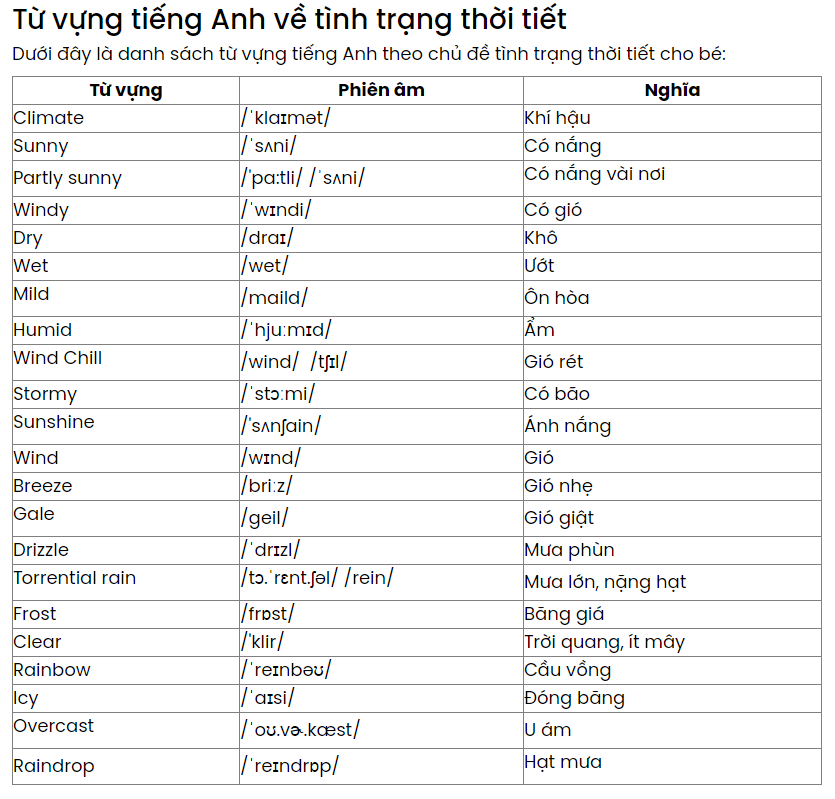 Từ vựng tiếng Anh về tình trạng thời tiết
Dưới đây là danh sách từ vựng tiếng Anh theo chủ đề tình trạng thời tiết cho bé:
Từ vựng Phiên âm Nghĩa
Climate /ˈklaɪmət/ Khí hậu
Sunny /ˈsʌni/ Có nắng
Partly sunny /'pɑ:tli/ /ˈsʌni/ Có nắng vài nơi
Windy /ˈwɪndi/ Có gió
Dry /draɪ/ Khô
Wet /wet/ Ướt
Mild /maild/ Ôn hòa
Humid /ˈhjuːmɪd/ Ẩm
Wind Chill /wind/ /tʃɪl/ Gió rét
Stormy /ˈstɔːmi/ Có bão
Sunshine /'sʌnʃain/ Ánh nắng
Wind /wɪnd/ Gió
Breeze /briːz/ Gió nhẹ
Gale /geil/ Gió giật
Drizzle /ˈdrɪzl/ Mưa phùn
Torrential rain /tɔ.ˈrɛnt.ʃəl/ /rein/ Mưa lớn, nặng hạt
Frost /frɒst/ Băng giá
Clear /'klir/ Trời quang, ít mây
Rainbow /ˈreɪnbəʊ/ Cầu vồng
Icy /ˈaɪsi/ Đóng băng
Overcast /ˈoʊ.vɚ.kæst/ U ám
Raindrop /ˈreɪndrɒp/ Hạt mưa